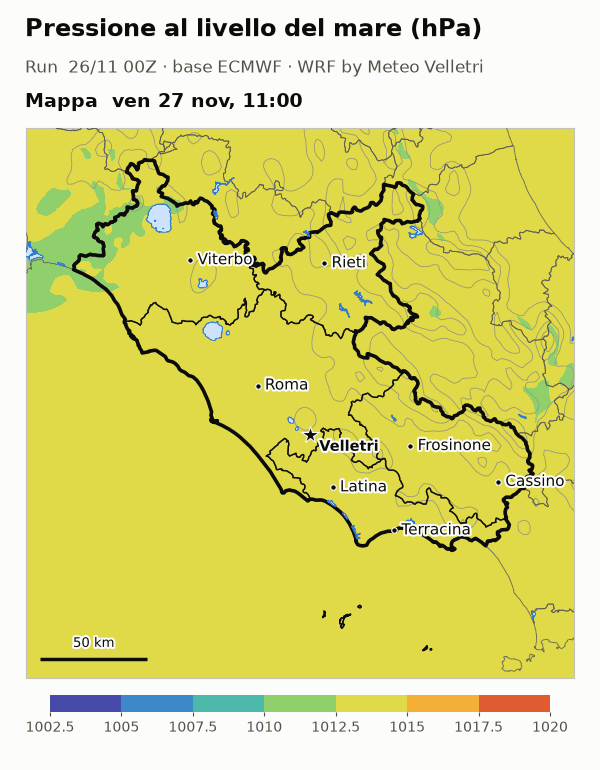 Pressione al livello del mare (hPa)
Run  26/11 00Z · base ECMWF · WRF by Meteo Velletri
Mappa  ven 27 nov, 11:00
Viterbo
Rieti
Roma
Velletri
Frosinone
Cassino
Latina
Terracina
50 km
1002.5 1005 1007.5 1010 1012.5 1015 1017.5 1020